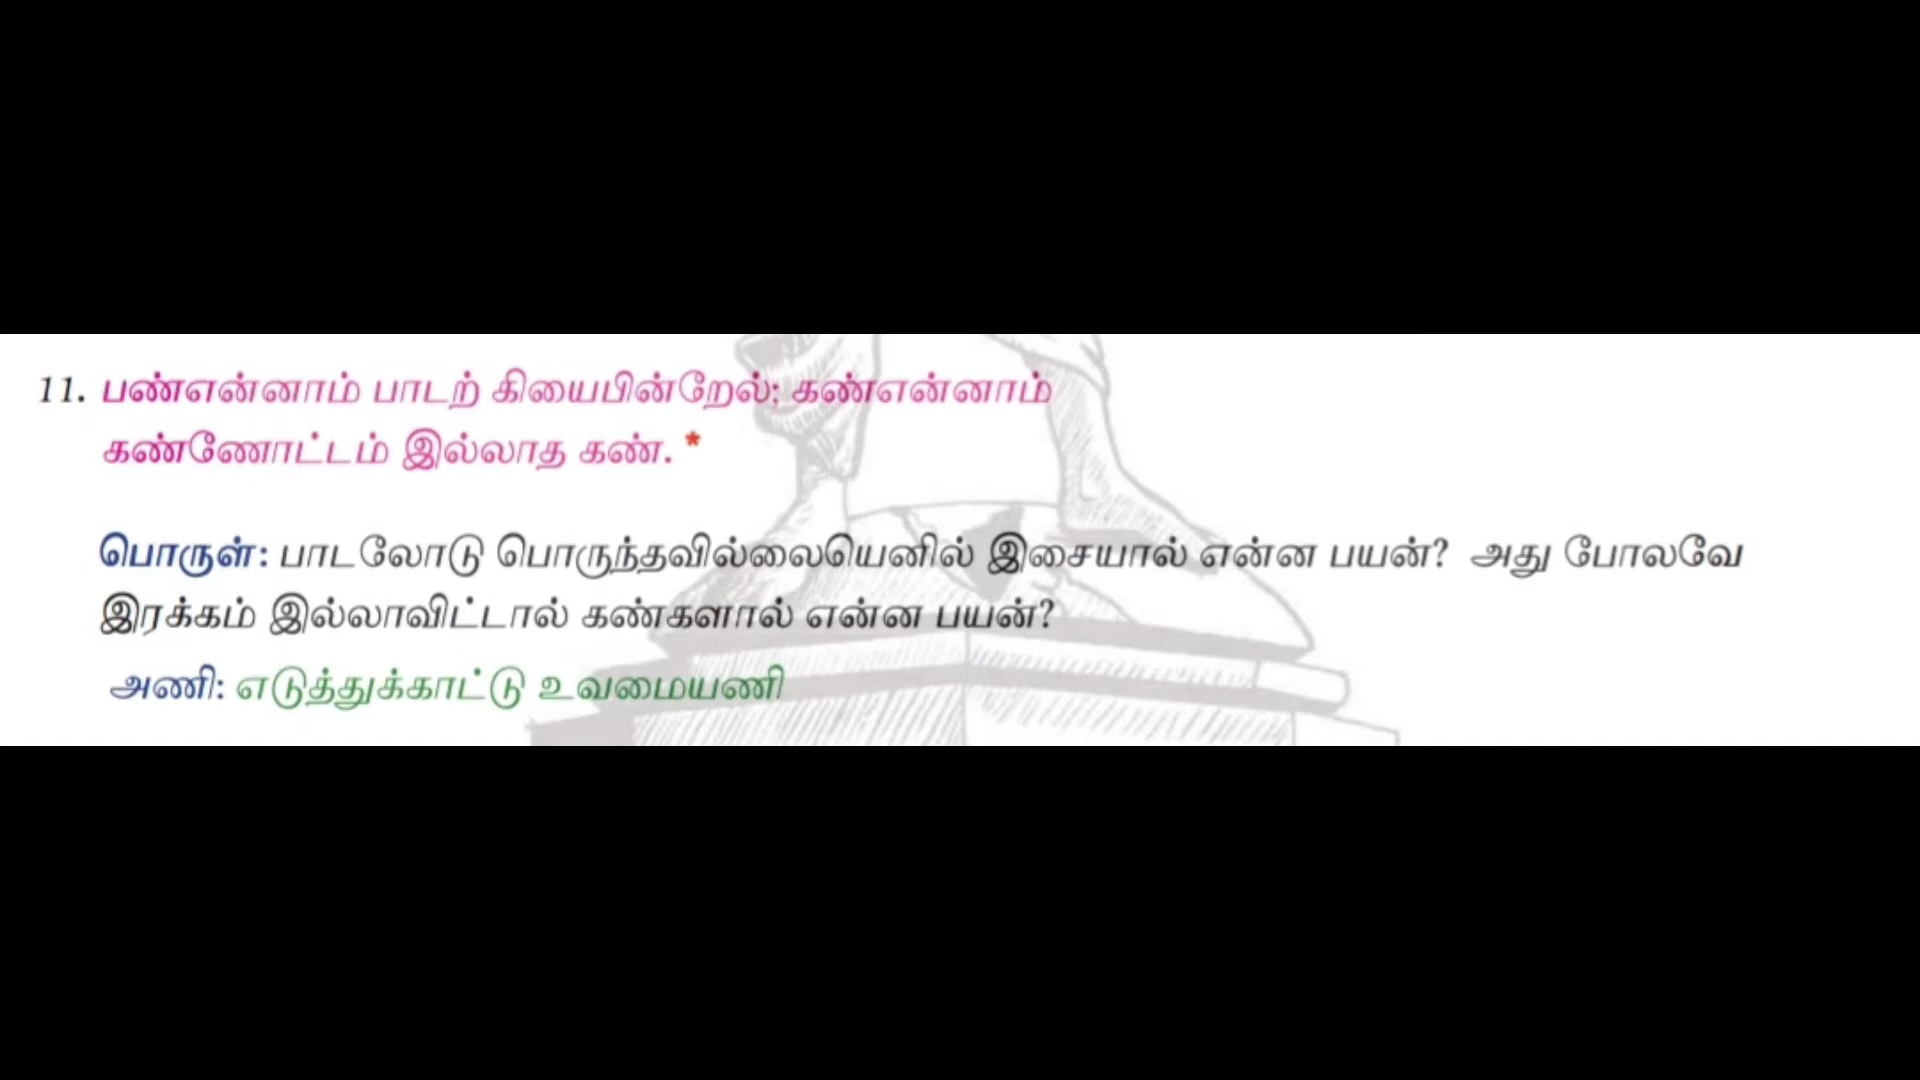 11. பண்என்னாம் பாடற் கியைபின்றேல்; கண்என்னாம்
கண்ணோட்டம் இல்லாத கண். *
பொருள்: பாடலோடு பொருந்தவில்லையெனில் இசையால் என்ன பயன்? அது போலவே
இரக்கம் இல்லாவிட்டால் கண்களால் என்ன பயன்?
அணி: எடுத்துக்காட்டு உவமையணி